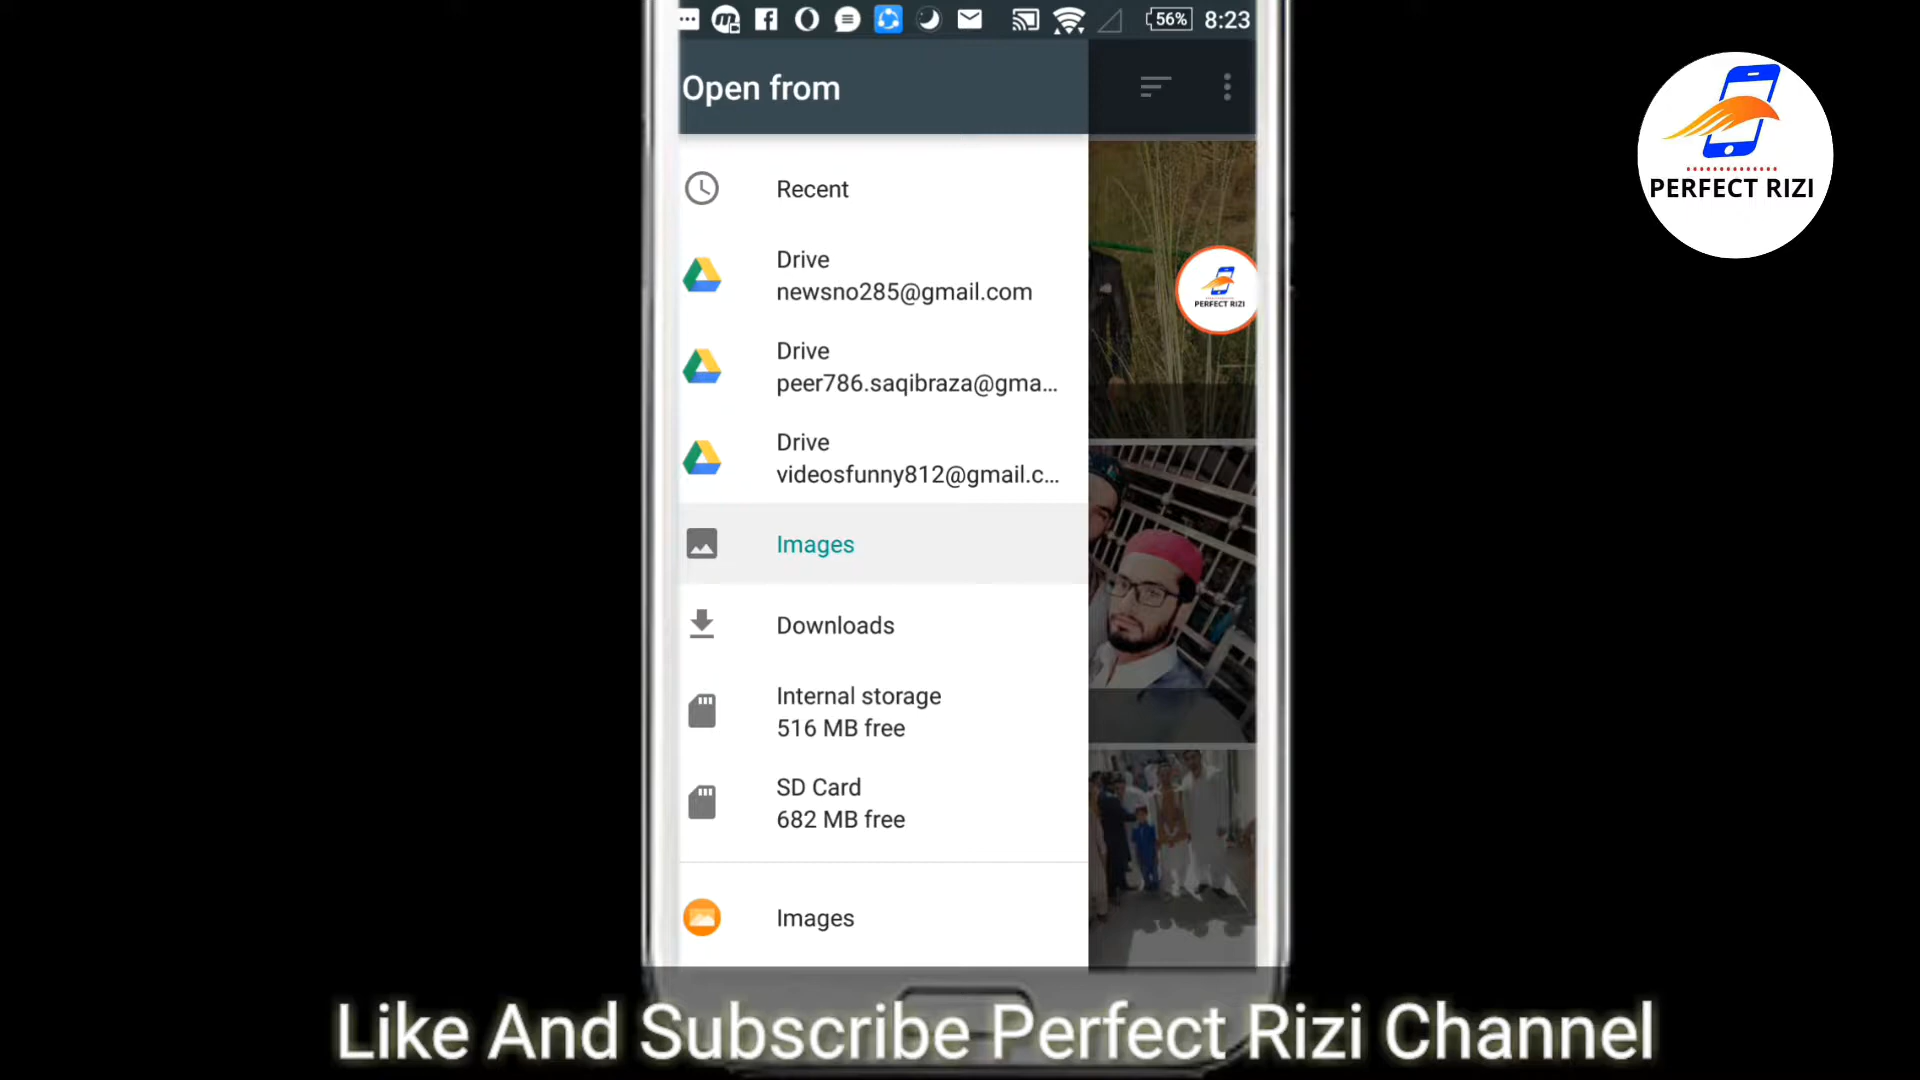 56% 8:23
Open from
Recent
Drive
newsno285@gmail.com
Drive
peer786.saqibraza@gma...
Drive
videosfunny812@gmail.c...
Images
Downloads
Internal storage
516 MB free
SD Card
682 MB free
Images
PERFECT RIZI
PERFECT RIZI
Like And Subscribe Perfect Rizi Channel